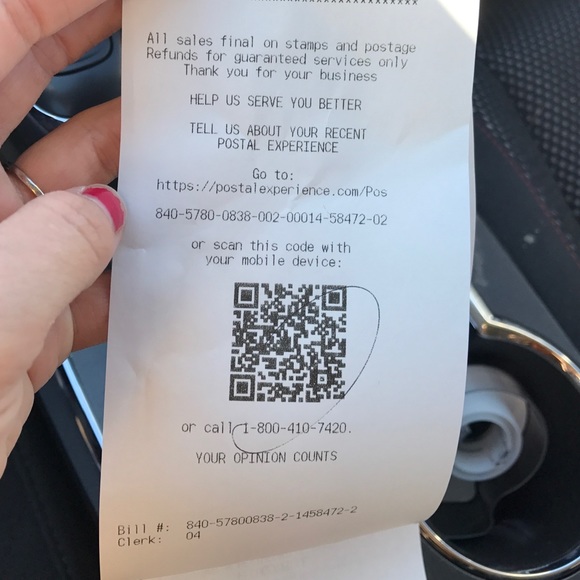 All sales final on stamps and postage
Refunds for guaranteed services only
Thank you for your business
HELP US SERVE YOU BETTER
TELL US ABOUT YOUR RECENT
POSTAL EXPERIENCE
Go to:
https://postalexperience.com/Pos
840-5780-0838-002-00014-58472-02
or scan this code with
your mobile device:
or call 1-800-410-7420.
YOUR OPINION COUNTS
Bill #: 840-57800838-2-1458472-2
Clerk: 04